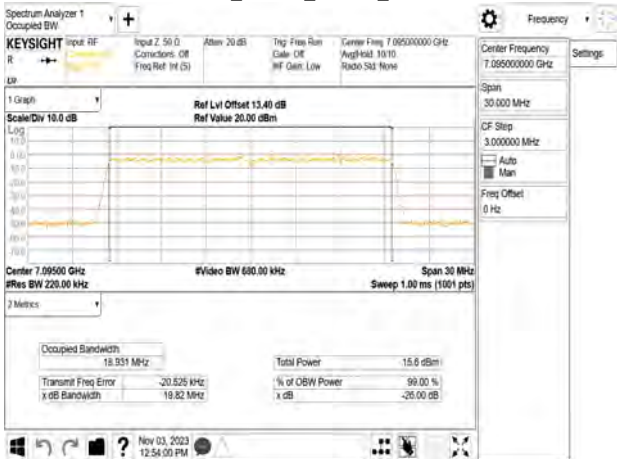 Spectrum Analyzer 1
Occupied BW
Frequency
KEYSIGHT Input: RF
R
Input Z: 50 Ω
Corrections: Off
Freq Ref: Int (S)
Atten: 20 dB
Trig: Free Run
Gate: Off
#IF Gain: Low
Center Freq: 7.095000000 GHz
Avg|Hold: 10/10
Radio Std: None
Center Frequency
7.095000000 GHz
Settings
Span
30.000 MHz
CF Step
3.000000 MHz
Auto
Man
Freq Offset
0 Hz
1 Graph
Scale/Div 10.0 dB
Ref Lvl Offset 13.40 dB
Ref Value 20.00 dBm
Log
10.0
0.00
Center 7.09500 GHz
#Res BW 220.00 kHz
#Video BW 680.00 kHz
Span 30 MHz
Sweep 1.00 ms (1001 pts)
2 Metrics
Occupied Bandwidth
18.931 MHz
Total Power 15.6 dBm
Transmit Freq Error -20.525 kHz
% of OBW Power 99.00 %
x dB Bandwidth 19.82 MHz
x dB -26.00 dB
Nov 03, 2023
12:54:00 PM